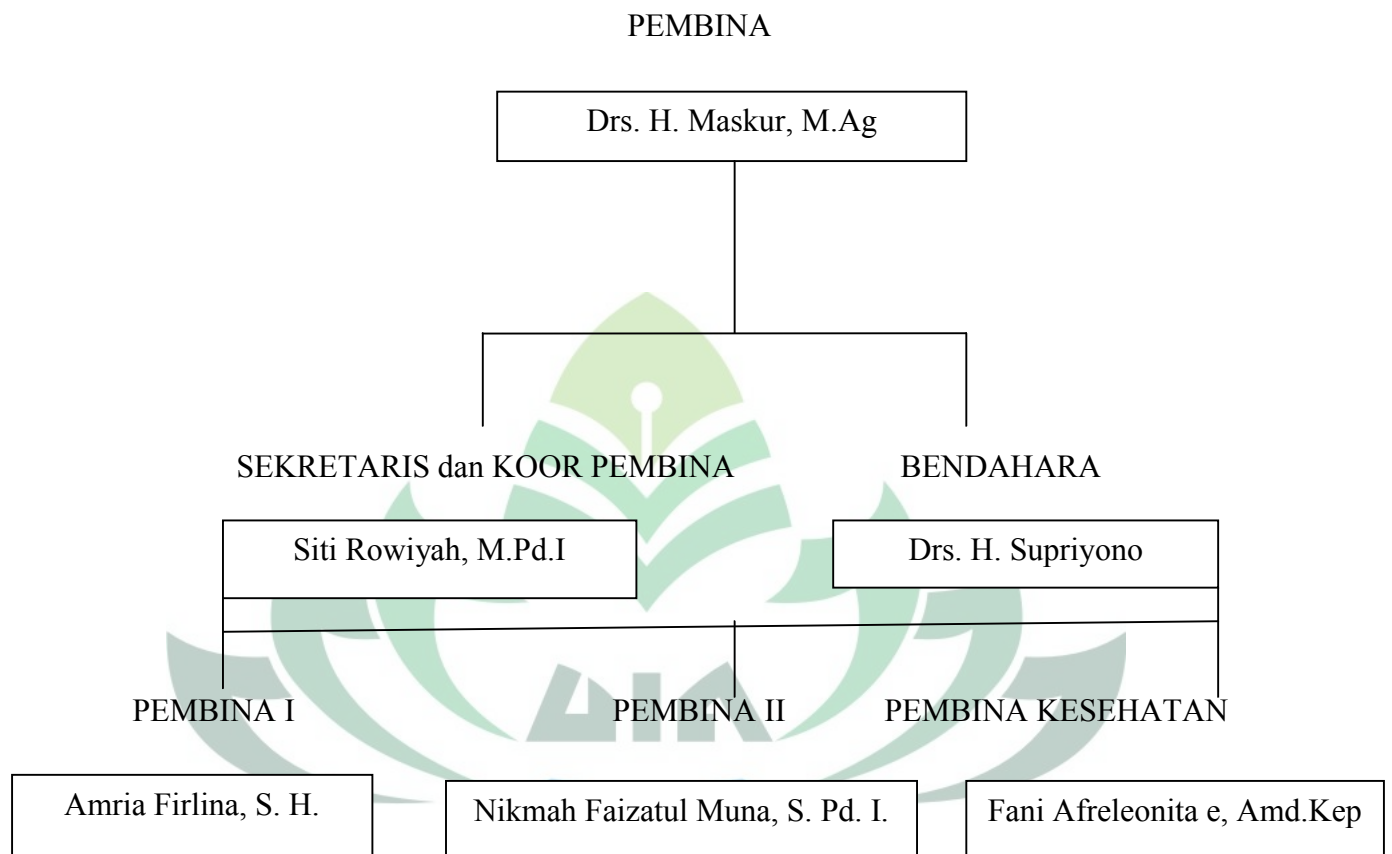 PEMBINA
Drs. H. Maskur, M.Ag
SEKRETARIS dan KOOR PEMBINA
BENDAHARA
Siti Rowiyah, M.Pd.I
Drs. H. Supriyono
PEMBINA I
PEMBINA II
PEMBINA KESEHATAN
Amria Firlina, S. H.
Nikmah Faizatul Muna, S. Pd. I.
Fani Afreleonita e, Amd.Kep